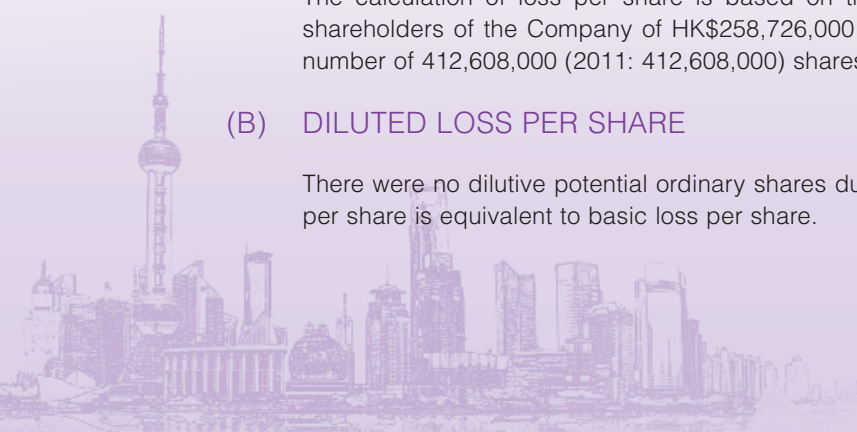 The calculation of loss per share is based on
shareholders of the Company of HK$258,726,000
number of 412,608,000 (2011: 412,608,000) shares
(B) DILUTED LOSS PER SHARE
There were no dilutive potential ordinary shares
per share is equivalent to basic loss per share.